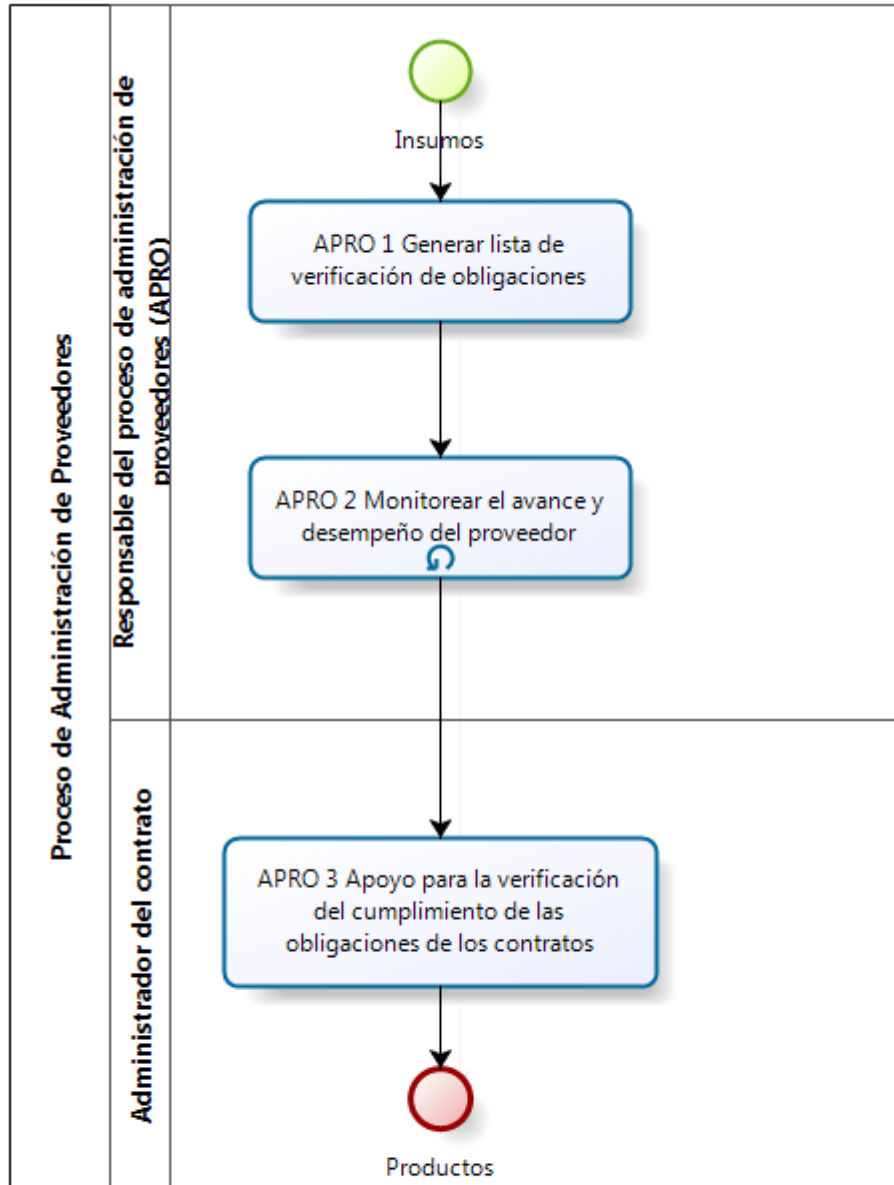 Proceso de Administración de Proveedores
Responsable del proceso de administración de
proveedores (APRO)
Insumos
APRO 1 Generar lista de
verificación de obligaciones
APRO 2 Monitorear el avance y
desempeño del proveedor
Administrador del contrato
APRO 3 Apoyo para la verificación
del cumplimiento de las
obligaciones de los contratos
Productos